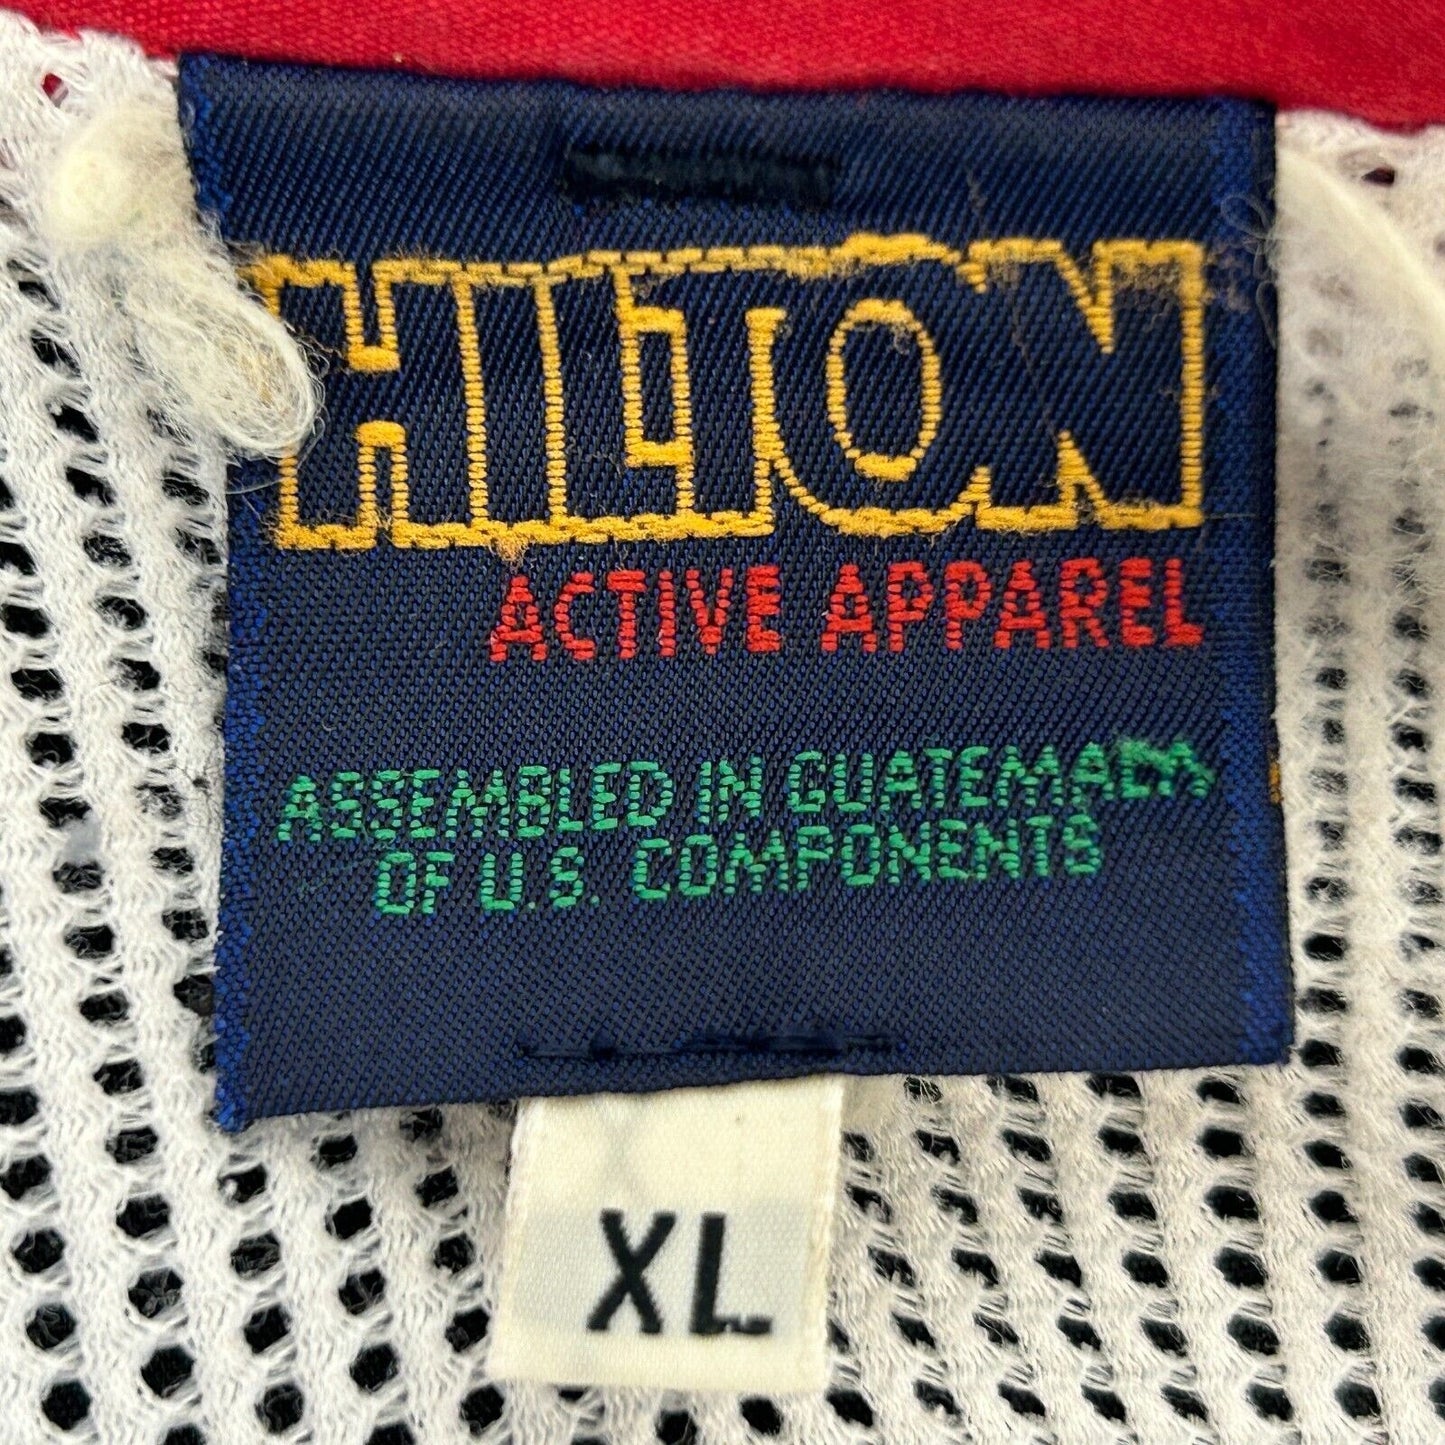 HILTON
ACTIVE APPAREL
ASSEMBLED IN GUATEMALA
OF U.S. COMPONENTS
XL